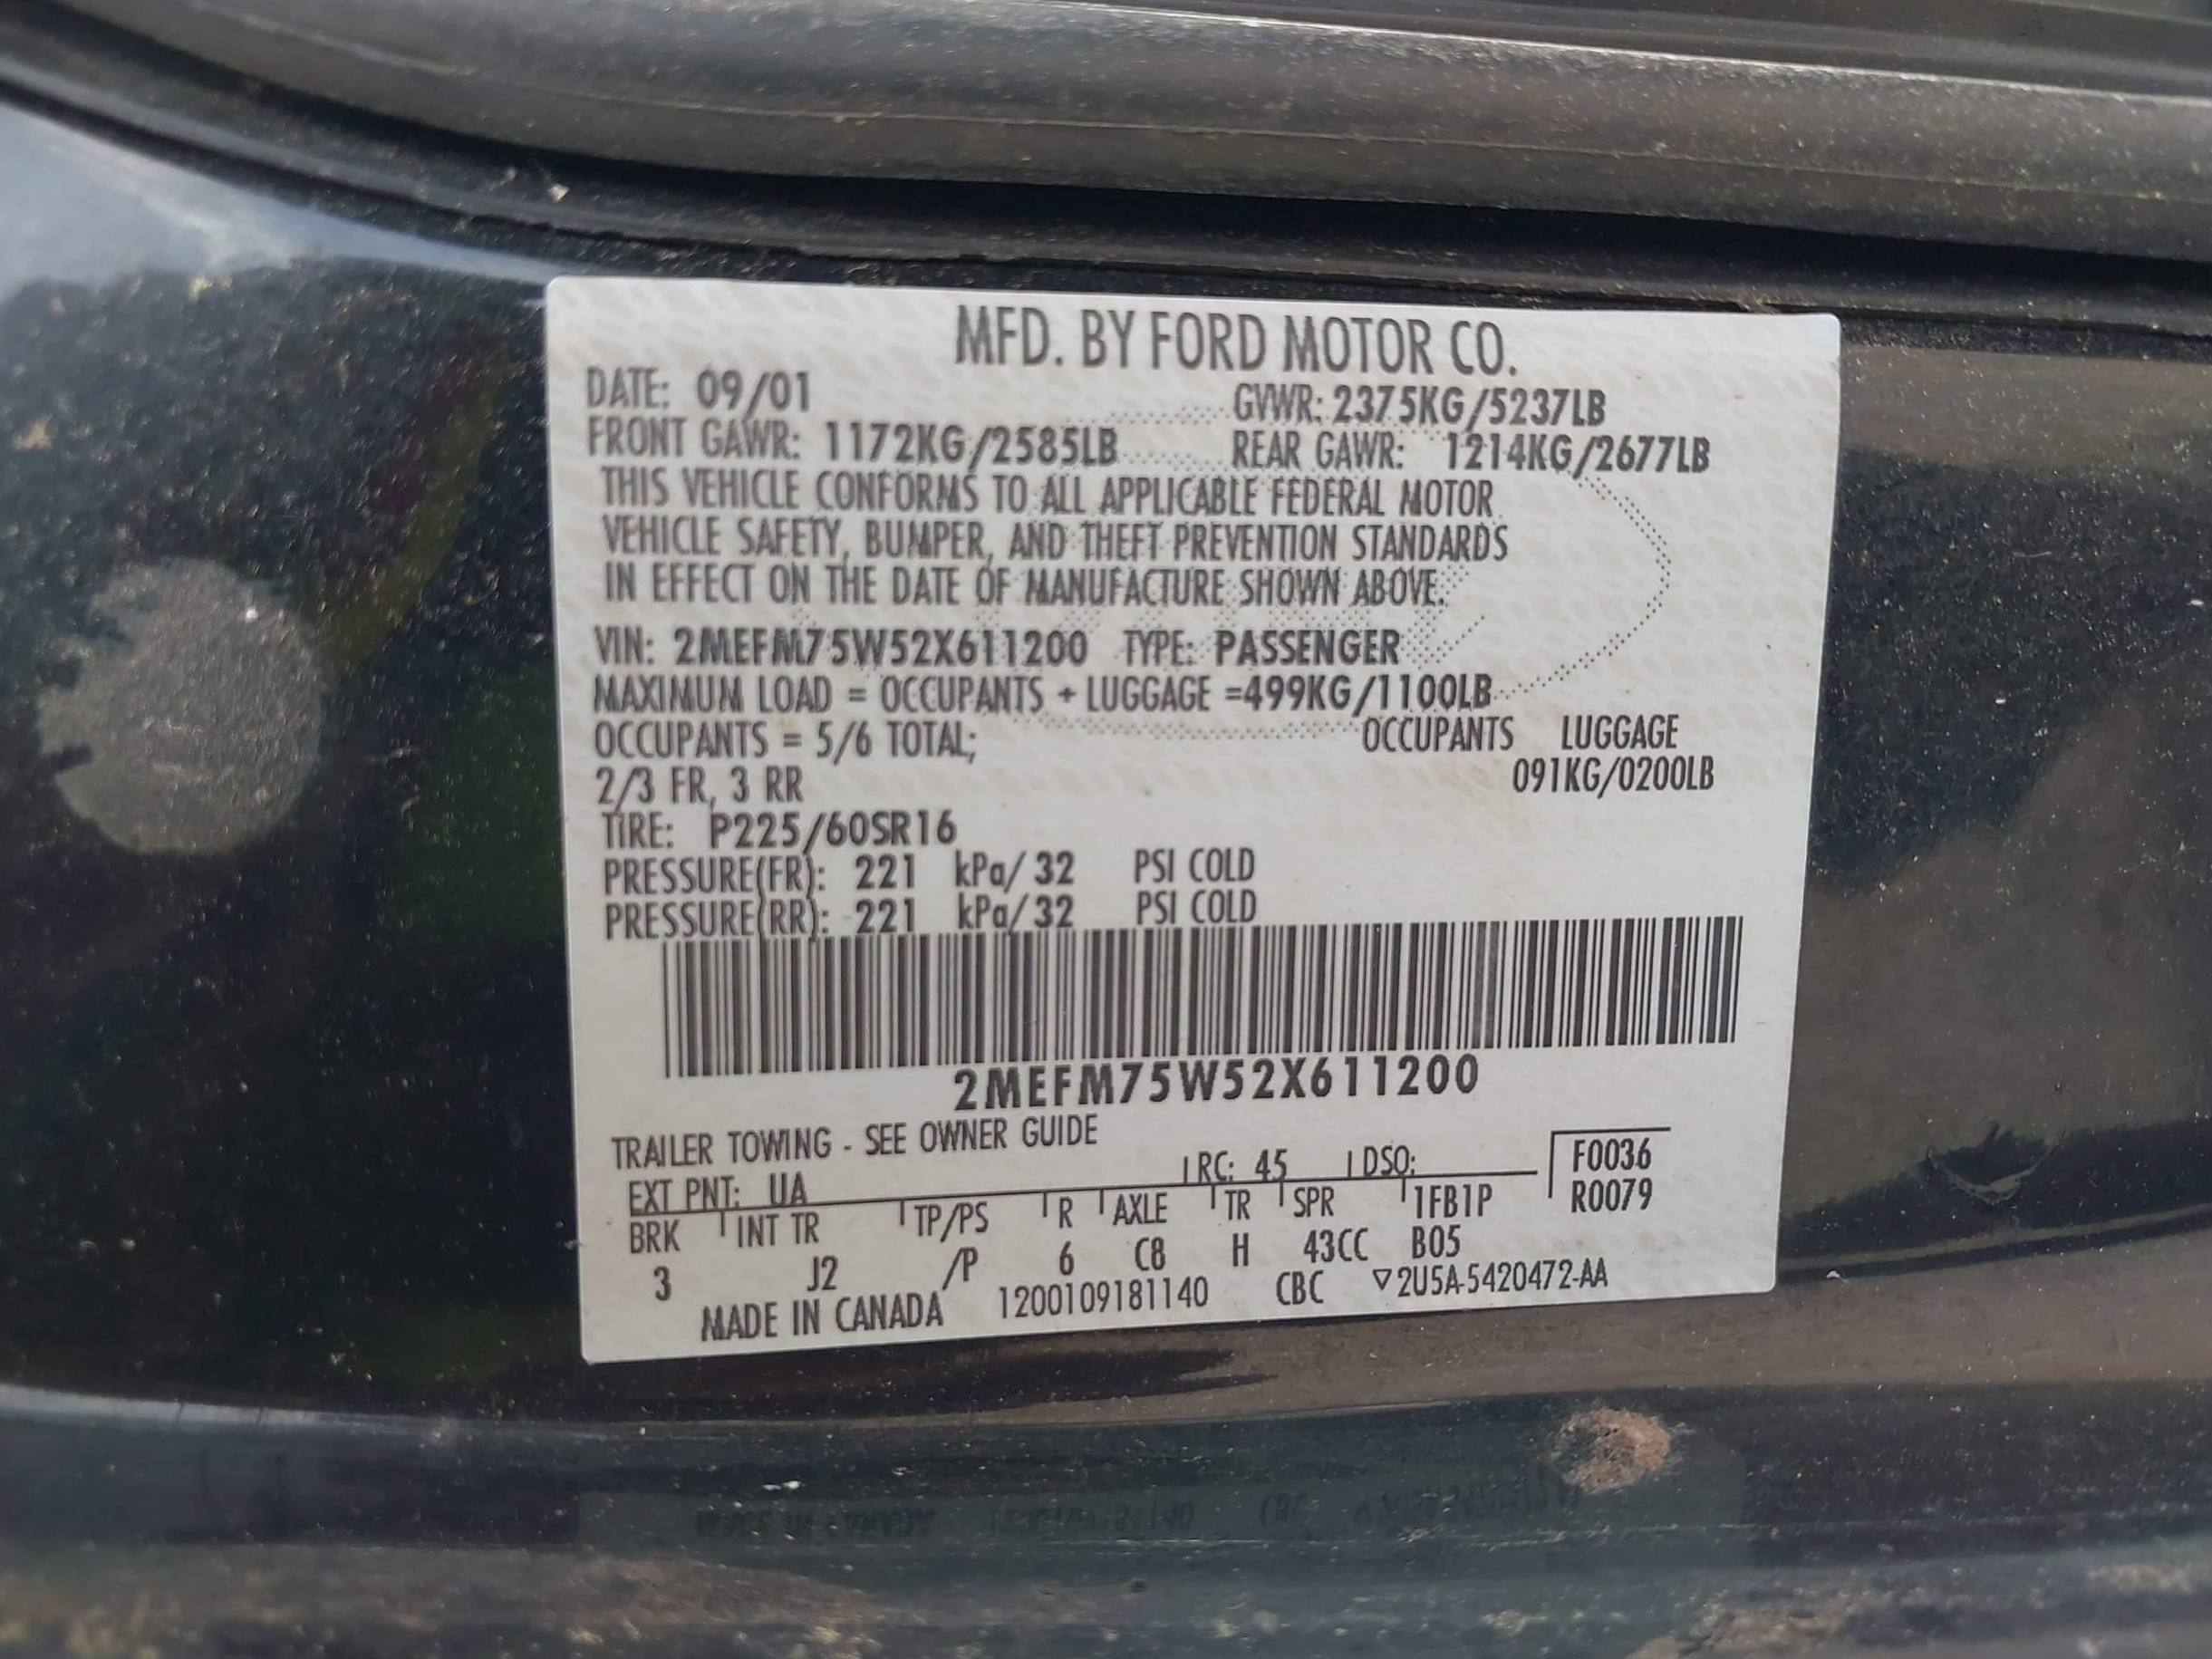 MFD. BY FORD MOTOR CO.
DATE: 09/01 GVWR: 2375KG/5237LB
FRONT GAWR: 1172KG/2585LB REAR GAWR: 1214KG/2677LB
THIS VEHICLE CONFORMS TO ALL APPLICABLE FEDERAL MOTOR
VEHICLE SAFETY, BUMPER, AND THEFT PREVENTION STANDARDS
IN EFFECT ON THE DATE OF MANUFACTURE SHOWN ABOVE.
VIN: 2MEFM75W52X611200 TYPE: PASSENGER
MAXIMUM LOAD = OCCUPANTS + LUGGAGE =499KG/1100LB
OCCUPANTS = 5/6 TOTAL; OCCUPANTS LUGGAGE
2/3 FR, 3 RR 091KG/0200LB
TIRE: P225/60SR16
PRESSURE(FR): 221 kPa/ 32 PSI COLD
PRESSURE(RR): 221 kPa/ 32 PSI COLD
2MEFM75W52X611200
TRAILER TOWING - SEE OWNER GUIDE
EXT PNT: UA RC: 45 DSO: F0036
BRK INT TR TP/PS R AXLE TR SPR 1FB1P R0079
3 J2 /P 6 C8 H 43CC B05
MADE IN CANADA 1200109181140 CBC ▽2U5A-5420472-AA